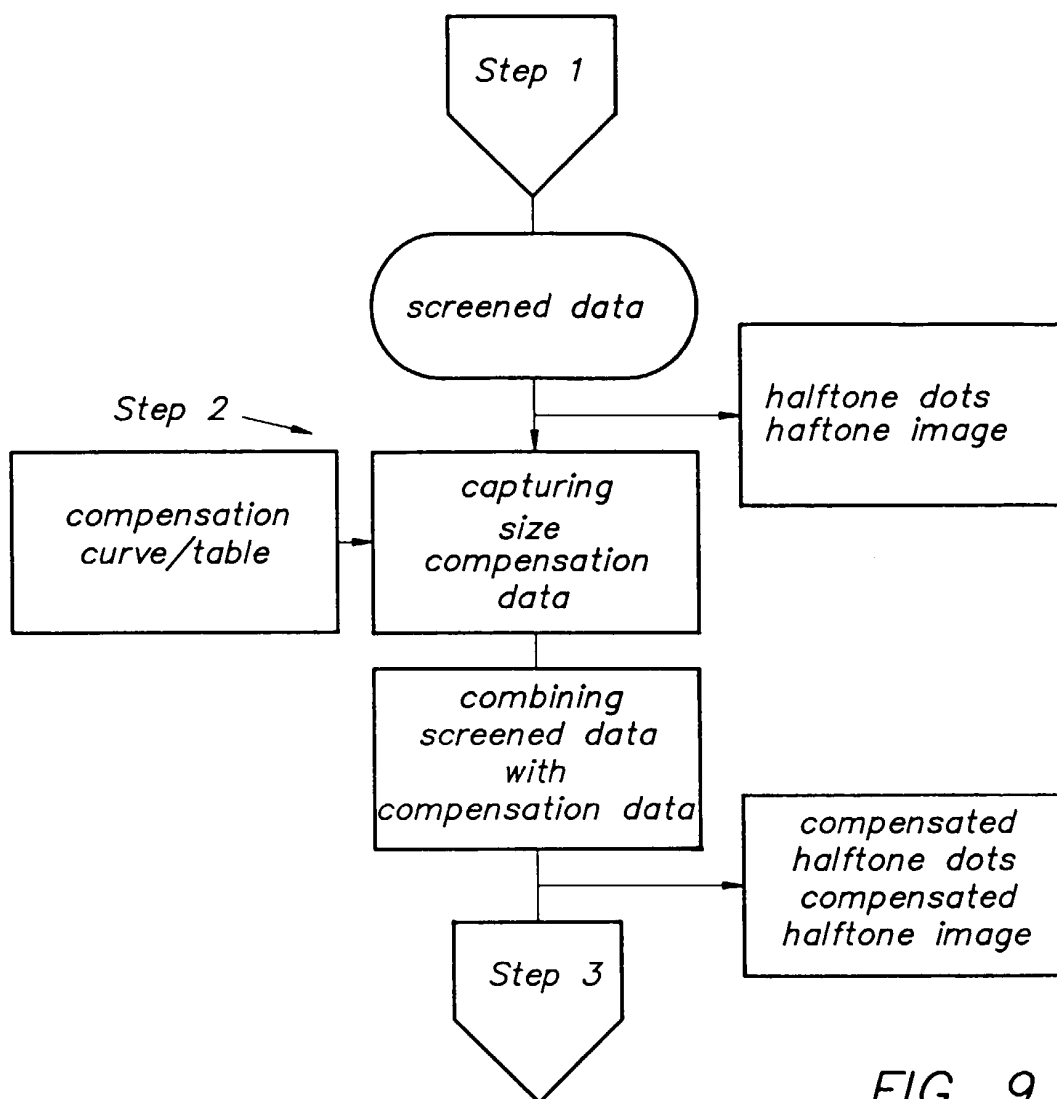 Step 1
screened data
halftone dots
haftone image
Step 2
compensation
curve/table
capturing
size
compensation
data
combining
screened data
with
compensation data
compensated
halftone dots
compensated
halftone image
Step 3
FIG. 9